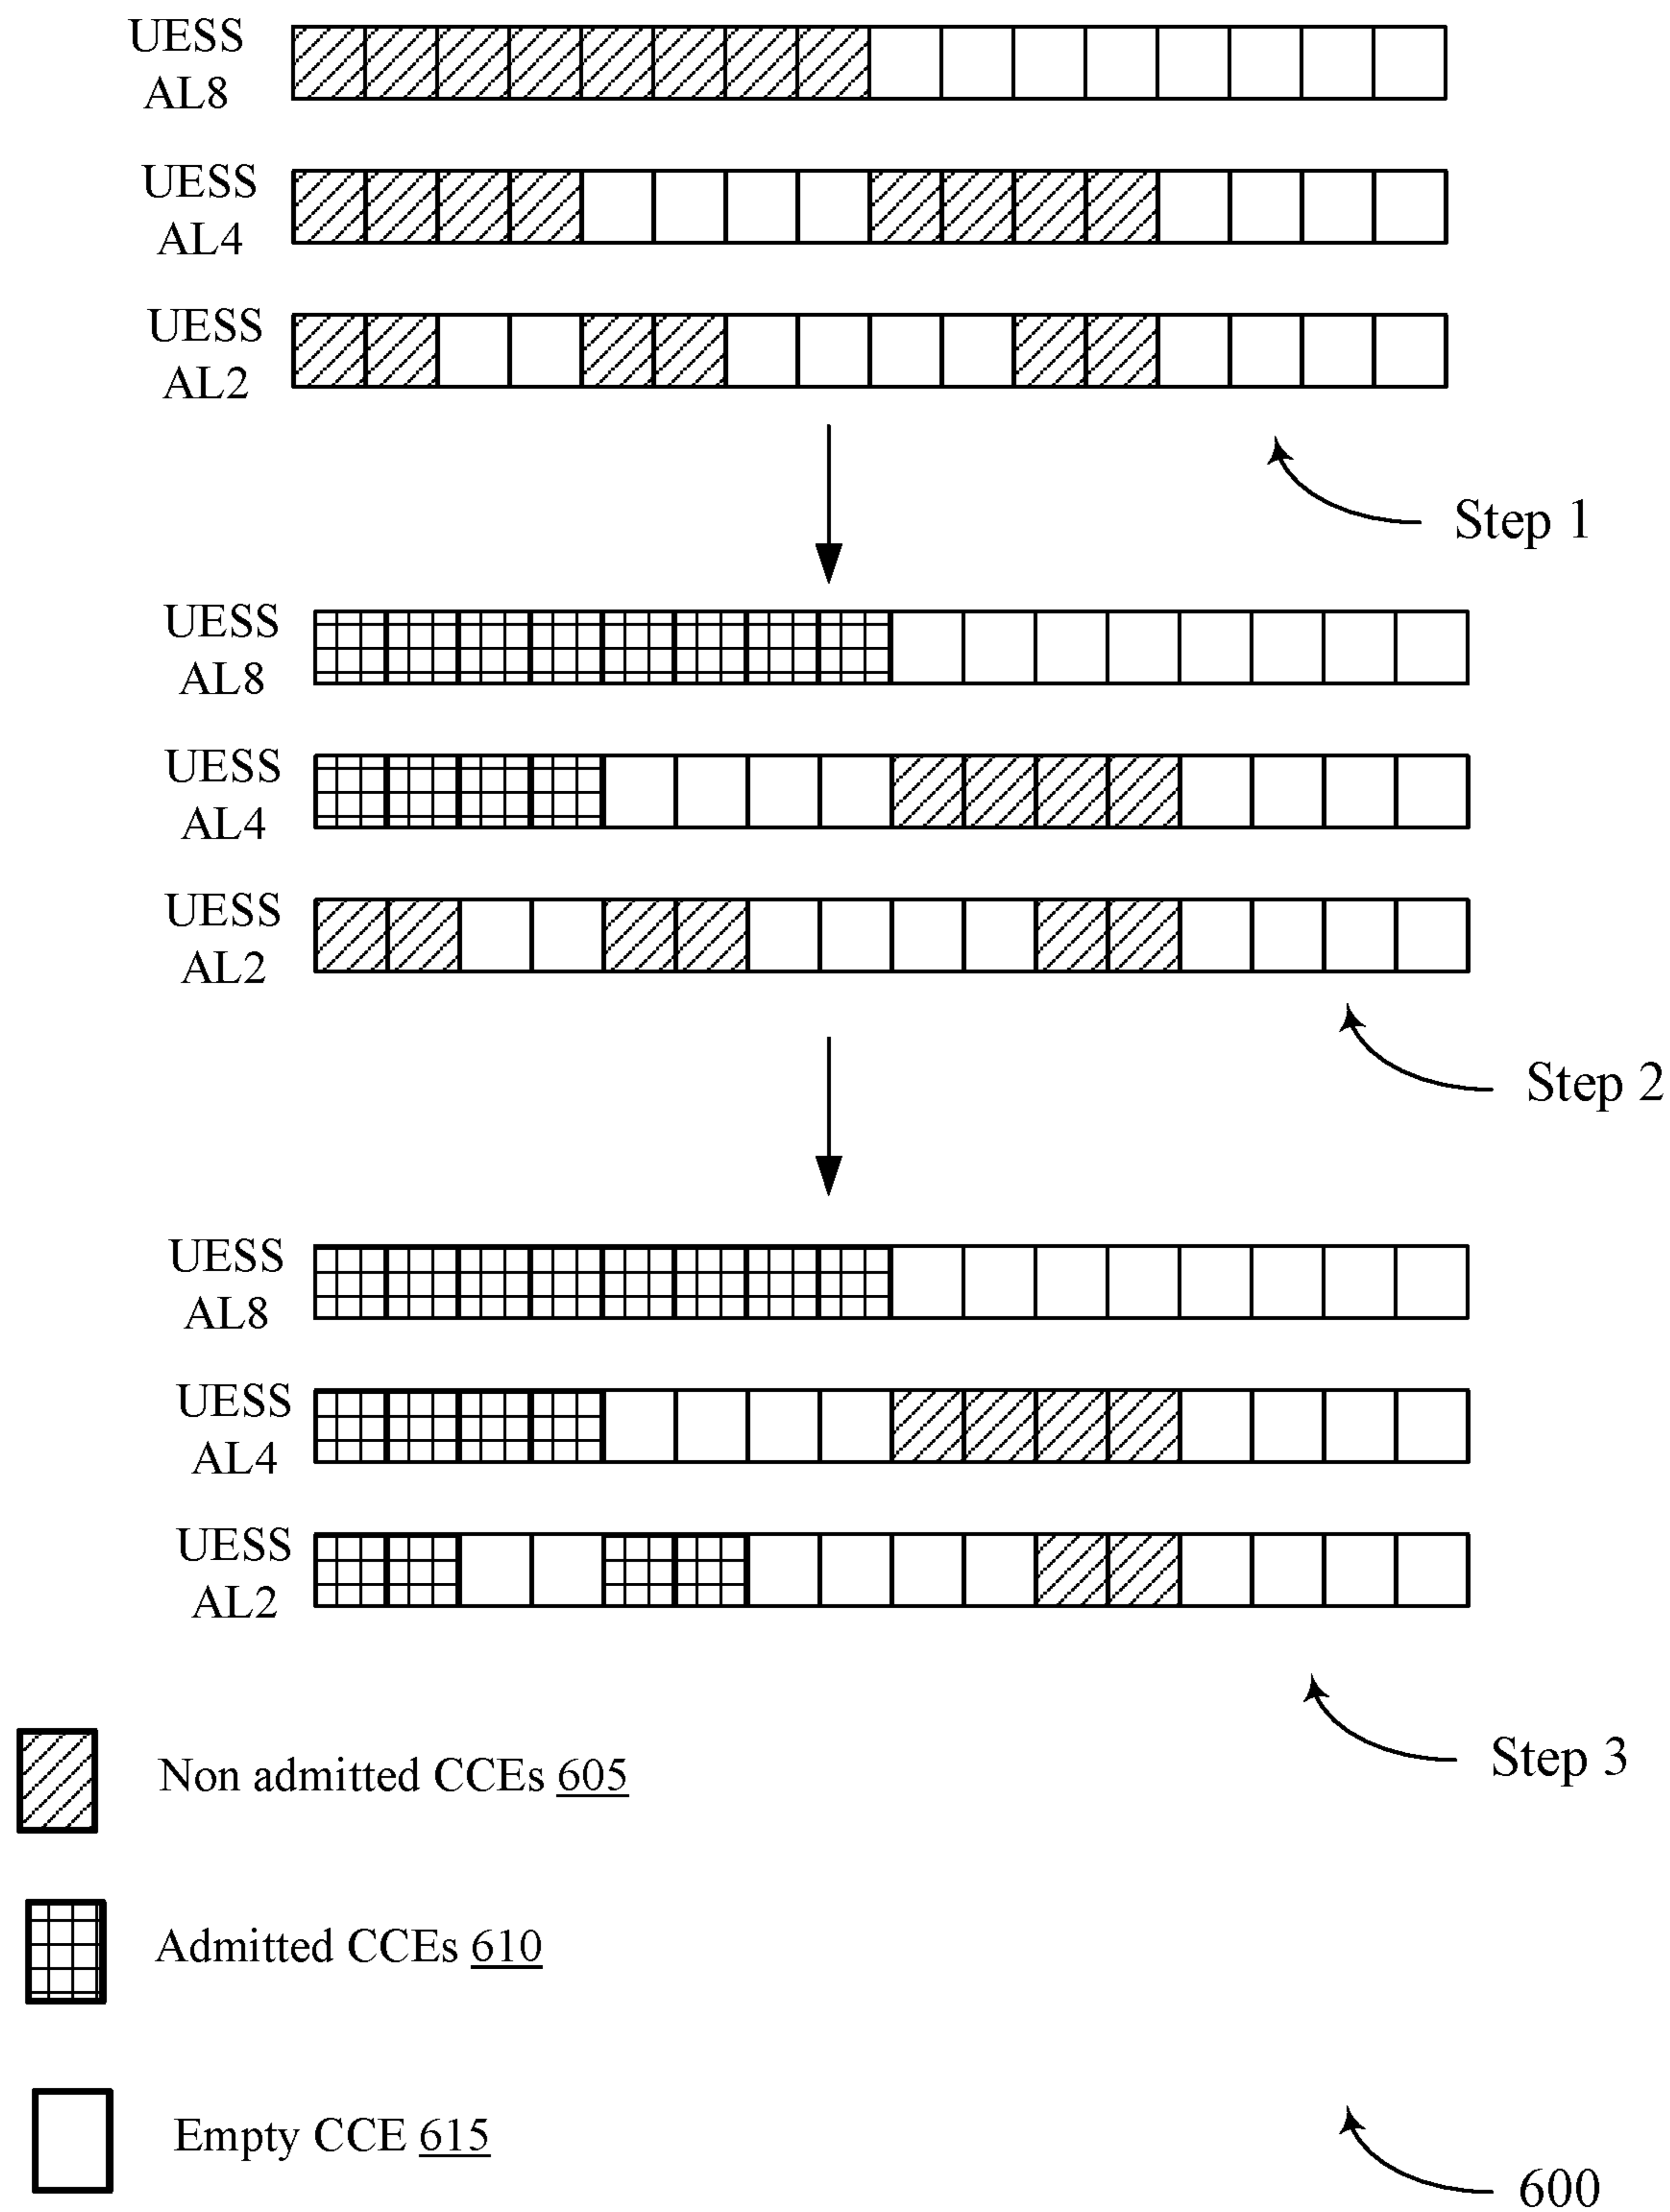 UESS
AL8
UESS
AL4
UESS
AL2
Step 1
UESS
AL8
UESS
AL4
UESS
AL2
Step 2
UESS
AL8
UESS
AL4
UESS
AL2
Step 3
Non admitted CCEs 605
Admitted CCEs 610
Empty CCE 615
600